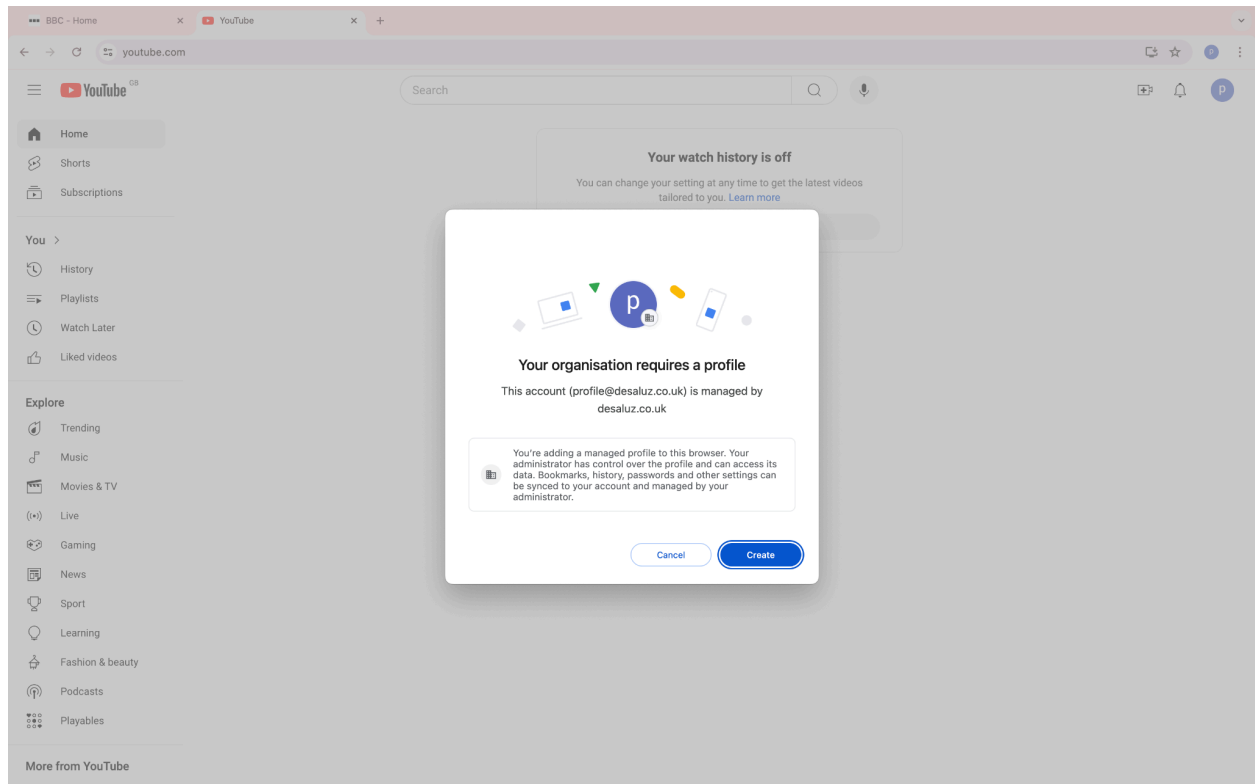 BBC - Home
YouTube
youtube.com
P
YouTube GB
Search
P
Home
Shorts
Subscriptions
You
History
Playlists
Watch Later
Liked videos
Explore
Trending
Music
Movies & TV
Live
Gaming
News
Sport
Learning
Fashion & beauty
Podcasts
Playables
More from YouTube
Your watch history is off
You can change your setting at any time to get the latest videos
tailored to you. Learn more
p
Your organisation requires a profile
This account (profile@desaluz.co.uk) is managed by
desaluz.co.uk
You're adding a managed profile to this browser. Your
administrator has control over the profile and can access its
data. Bookmarks, history, passwords and other settings can
be synced to your account and managed by your
administrator.
Cancel
Create